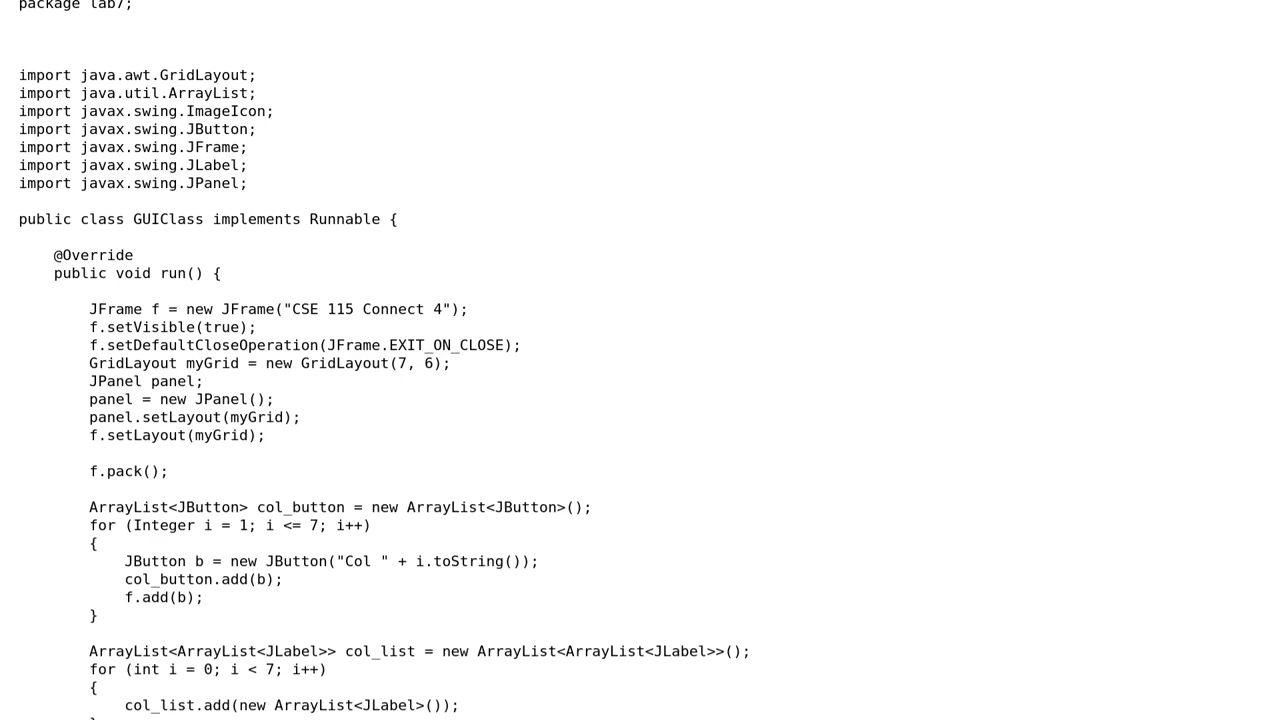 package lab7;
import java.awt.GridLayout;
import java.util.ArrayList;
import javax.swing.ImageIcon;
import javax.swing.JButton;
import javax.swing.JFrame;
import javax.swing.JLabel;
import javax.swing.JPanel;
public class GUIClass implements Runnable {
@Override
public void run() {
JFrame f = new JFrame("CSE 115 Connect 4");
f.setVisible(true);
f.setDefaultCloseOperation(JFrame.EXIT_ON_CLOSE);
GridLayout myGrid = new GridLayout(7, 6);
JPanel panel;
panel = new JPanel();
panel.setLayout(myGrid);
f.setLayout(myGrid);
f.pack();
ArrayList<JButton> col_button = new ArrayList<JButton>();
for (Integer i = 1; i <= 7; i++)
{
JButton b = new JButton("Col " + i.toString());
col_button.add(b);
f.add(b);
}
ArrayList<ArrayList<JLabel>> col_list = new ArrayList<ArrayList<JLabel>>();
for (int i = 0; i < 7; i++)
{
col_list.add(new ArrayList<JLabel>());